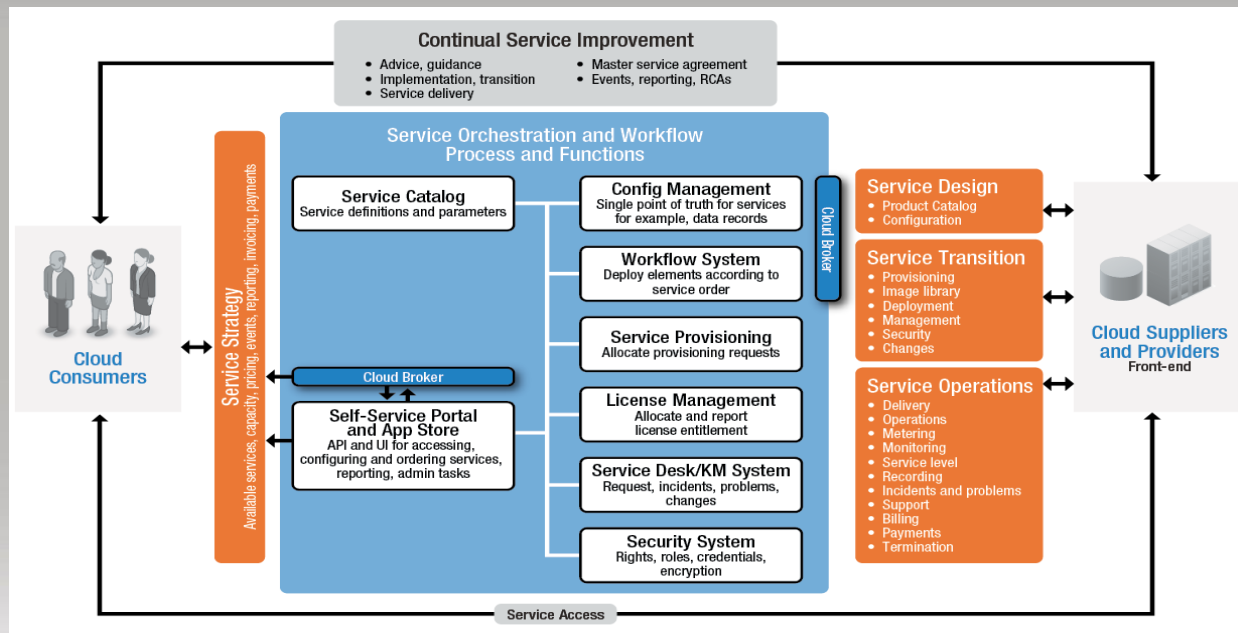 Continual Service Improvement
• Advice, guidance
• Implementation, transition
• Service delivery
• Master service agreement
• Events, reporting, RCAs
Cloud
Consumers
Service Strategy
Available services, capacity, pricing, events, reporting, invoicing, payments
Service Orchestration and Workflow
Process and Functions
Service Catalog
Service definitions and parameters
Cloud Broker
Self-Service Portal
and App Store
API and UI for accessing,
configuring and ordering services,
reporting, admin tasks
Config Management
Single point of truth for services
for example, data records
Workflow System
Deploy elements according to
service order
Service Provisioning
Allocate provisioning requests
License Management
Allocate and report
license entitlement
Service Desk/KM System
Request, incidents, problems,
changes
Security System
Rights, roles, credentials,
encryption
Cloud Broker
Service Design
• Product Catalog
• Configuration
Service Transition
• Provisioning
• Image library
• Deployment
• Management
• Security
• Changes
Service Operations
• Delivery
• Operations
• Metering
• Monitoring
• Service level
• Recording
• Incidents and problems
• Support
• Billing
• Payments
• Termination
Cloud Suppliers
and Providers
Front-end
Service Access